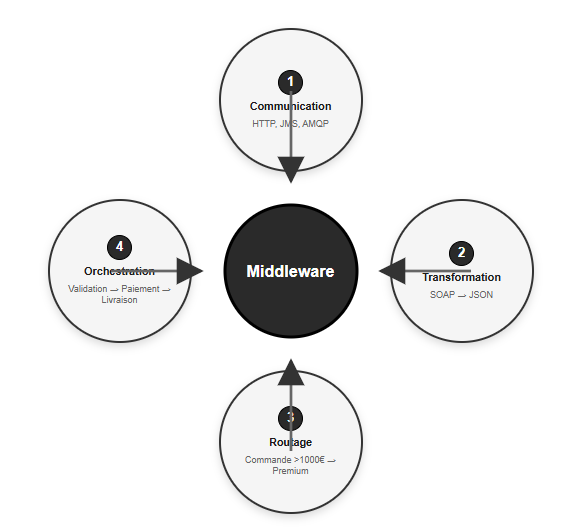 1
Communication
HTTP, JMS, AMQP
4
Orchestration
Validation → Paiement →
Livraison
Middleware
2
Transformation
SOAP → JSON
3
Routage
Commande >1000€ →
Premium